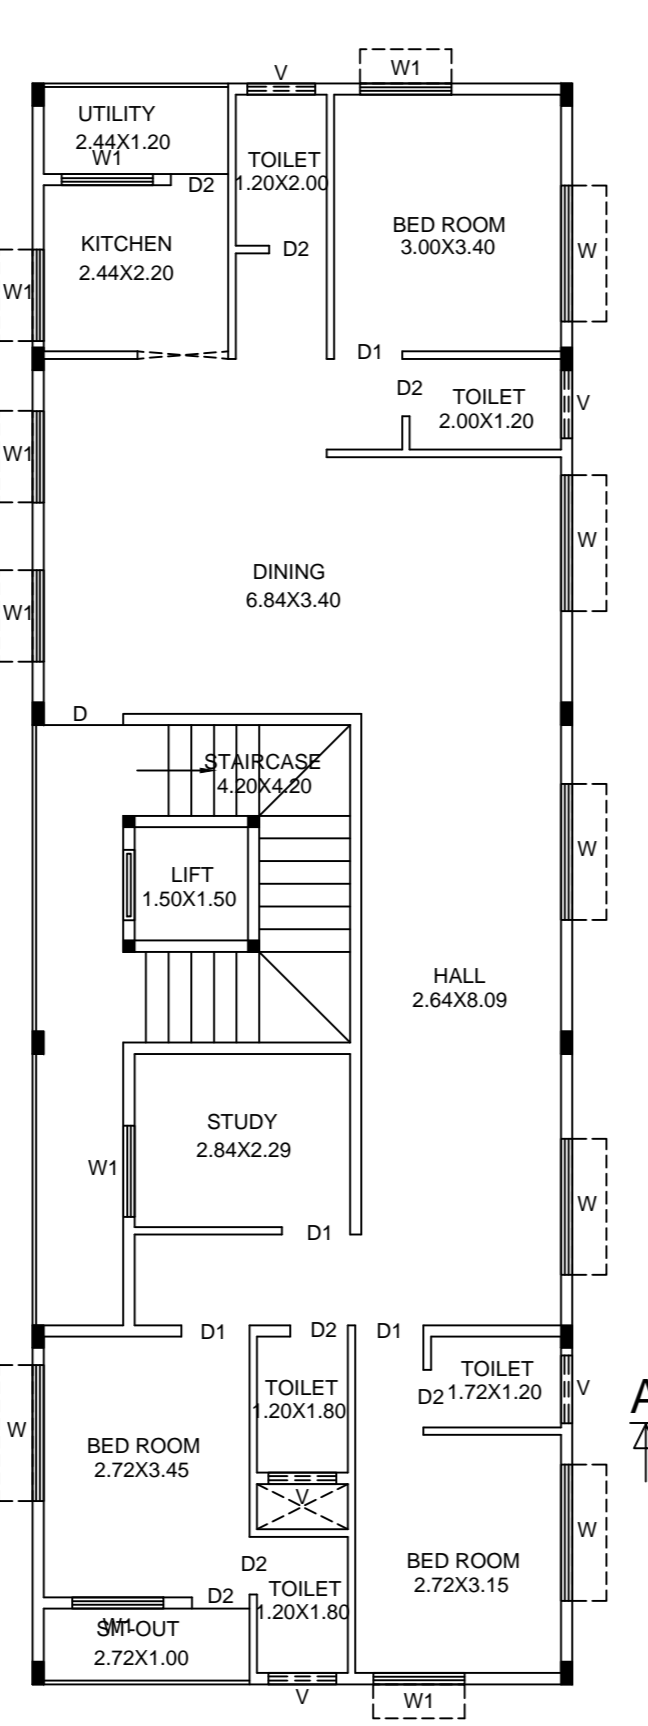 V
W1
UTILITY
2.44X1.20
W1
D2
TOILET
1.20X2.00
BED ROOM
3.00X3.40
W
KITCHEN
2.44X2.20
D2
W1
D1
D2
TOILET
2.00X1.20
V
W1
DINING
6.84X3.40
W
W1
D
STAIRCASE
4.20X4.20
W
LIFT
1.50X1.50
HALL
2.64X8.09
STUDY
2.84X2.29
W1
W
D1
D1
D2
D1
TOILET
1.20X1.80
D2
TOILET
1.72X1.20
V
W
BED ROOM
2.72X3.45
V
W
BED ROOM
2.72X3.15
D2
D2
TOILET
1.20X1.80
W1
SIT-OUT
2.72X1.00
V
W1
A